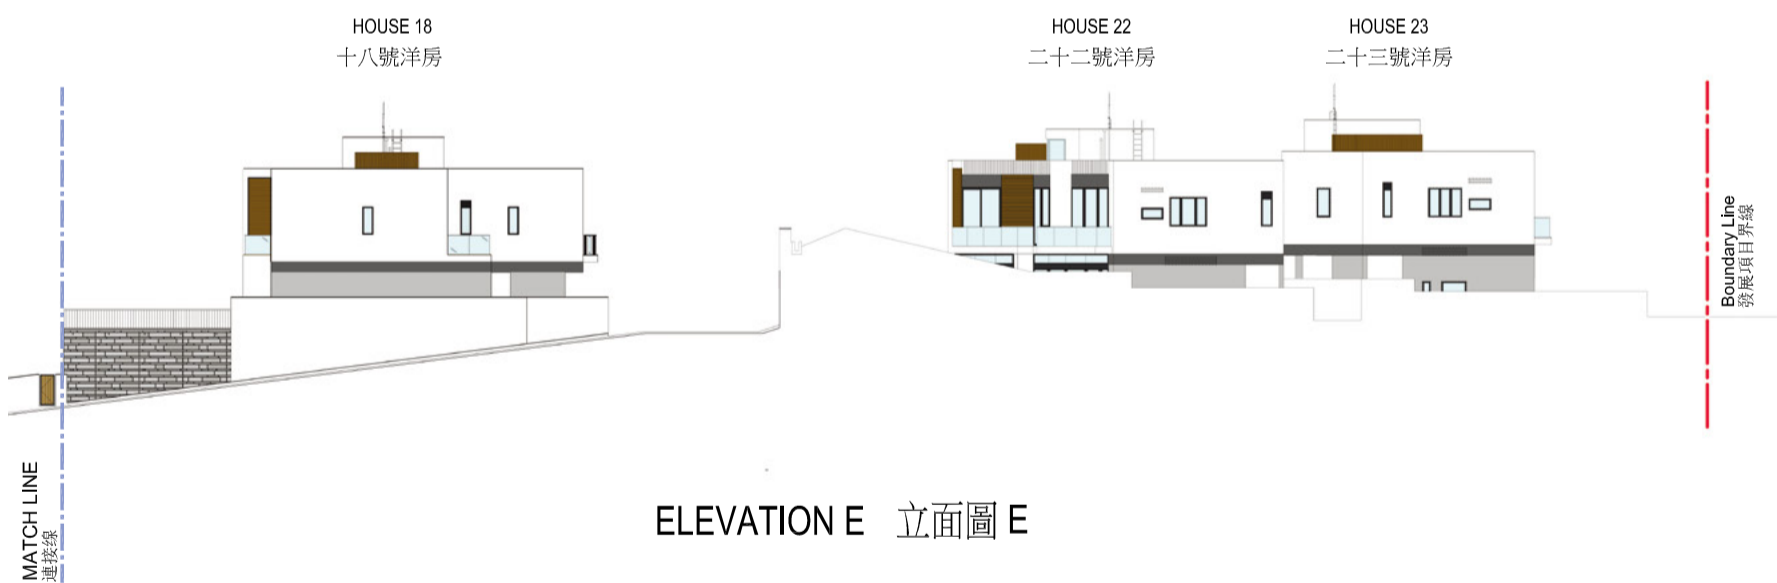 HOUSE 18
十八號洋房
HOUSE 22
二十二號洋房
HOUSE 23
二十三號洋房
Boundary Line
發展項目界線
MATCH LINE
連接線
ELEVATION E 立面圖 E